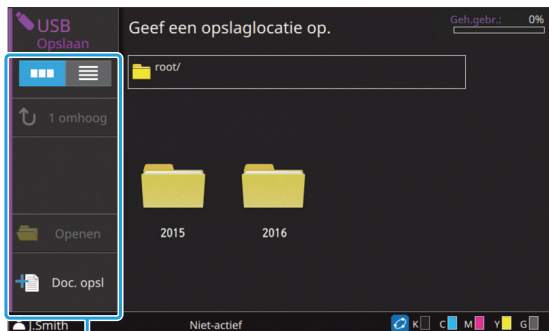 USB
Opslaan
Geef een opslaglocatie op.
Geh.gebr.: 0%
root/
1 omhoog
Openen
Doc. opsl
2015
2016
J.Smith
Niet-actief
K C M Y G